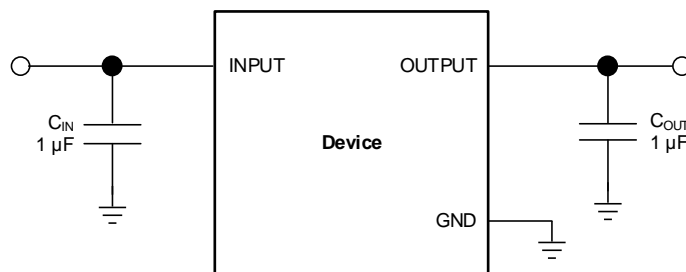 INPUT
OUTPUT
C_IN
1 µF
Device
C_OUT
1 µF
GND